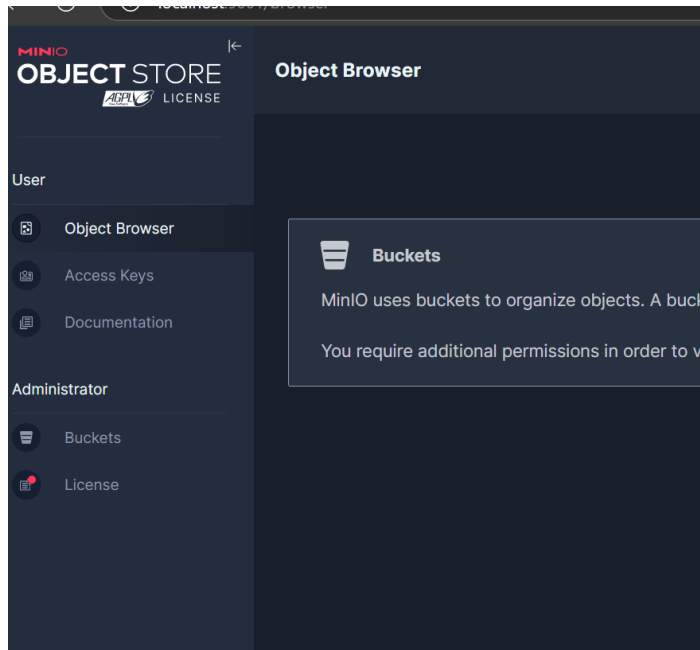 MINIO
OBJECT STORE
AGPLV3 LICENSE
Object Browser
User
Object Browser
Access Keys
Documentation
Administrator
Buckets
License
Buckets
MinIO uses buckets to organize objects. A
You require additional permissions in order to